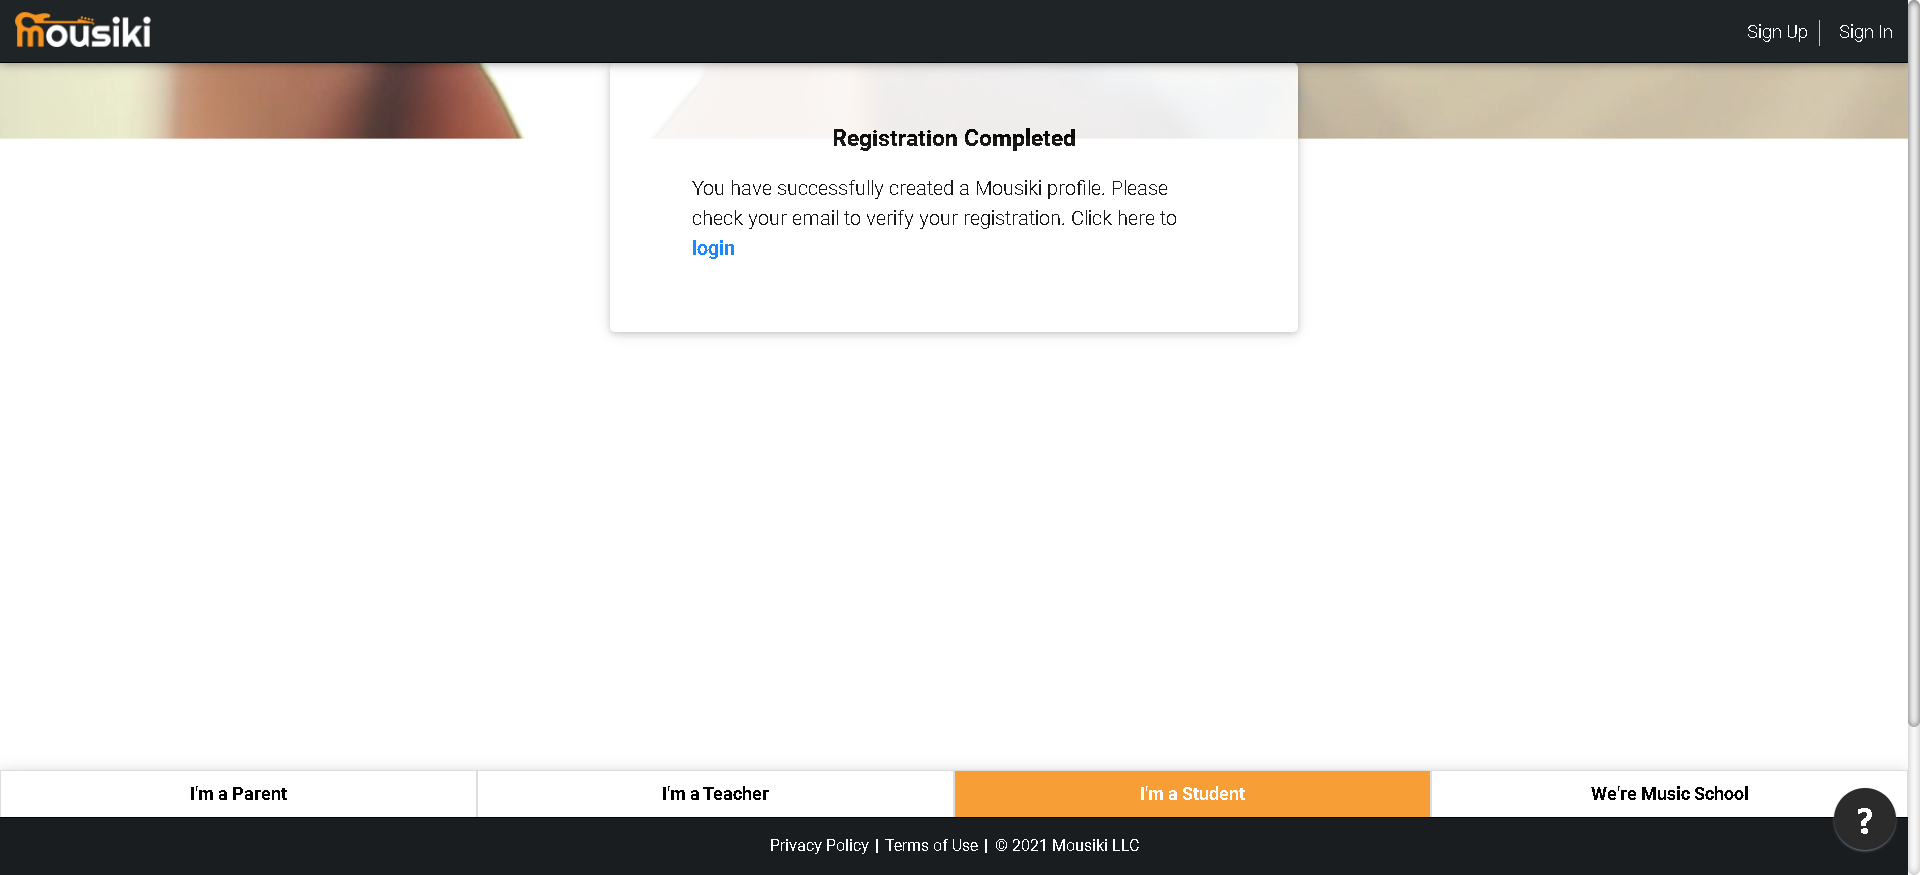 mousiki
Sign Up
Sign In
Registration Completed
You have successfully created a Mousiki profile. Please
check your email to verify your registration. Click here to
login
I'm a Parent
I'm a Teacher
I'm a Student
We're Music School
?
Privacy Policy | Terms of Use | © 2021 Mousiki LLC